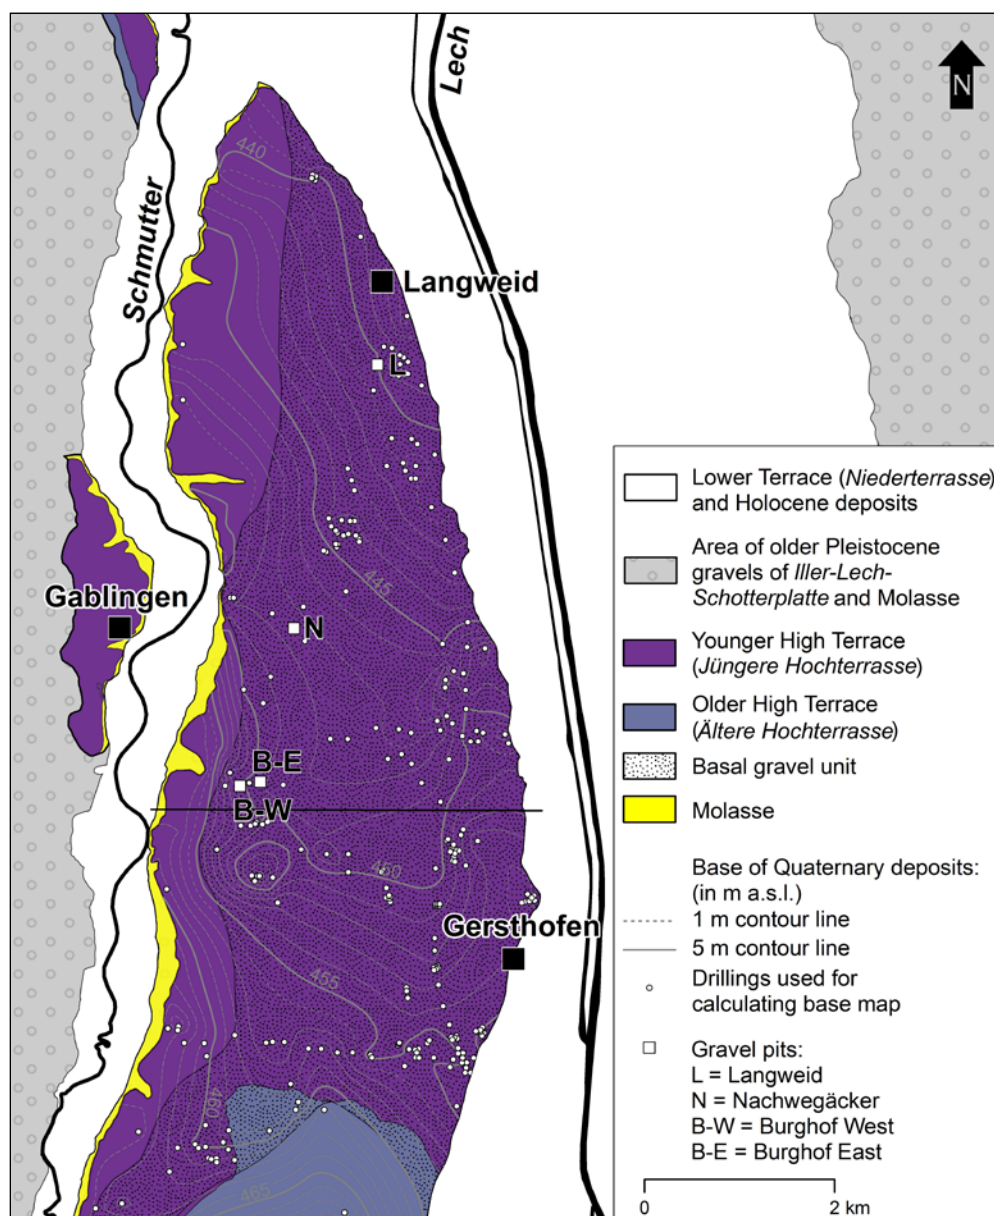 Lech
N
440
Schmutter
Langweid
L
445
Gablingen
N
B-E
B-W
450
Gersthofen
455
460
465
Lower Terrace (Niederterrasse)
and Holocene deposits
Area of older Pleistocene
gravels of Iller-Lech-
Schotterplatte and Molasse
Younger High Terrace
(Jüngere Hochterrasse)
Older High Terrace
(Ältere Hochterrasse)
Basal gravel unit
Molasse
Base of Quaternary deposits:
(in m a.s.l.)
1 m contour line
5 m contour line
Drillings used for
calculating base map
Gravel pits:
L = Langweid
N = Nachwegäcker
B-W = Burghof West
B-E = Burghof East
0 2 km